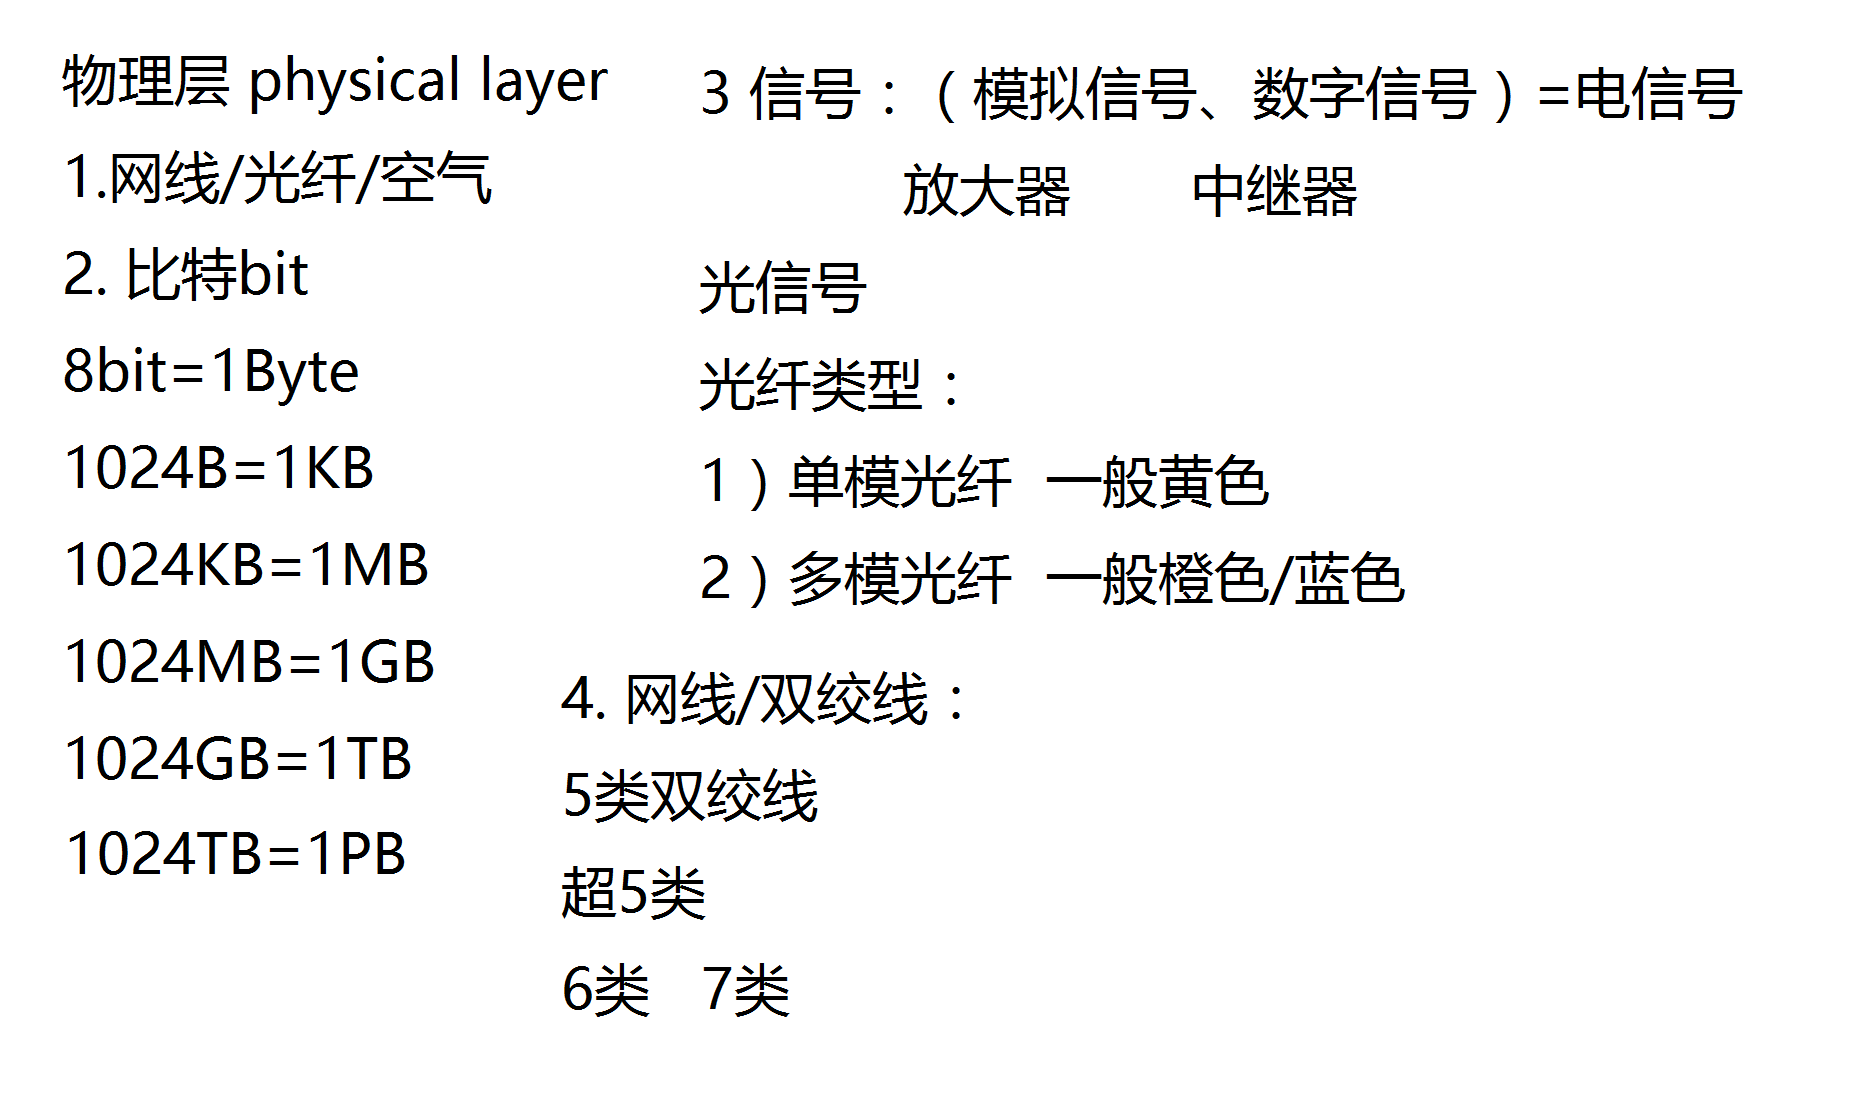 物理层 physical layer
1.网线/光纤/空气
2. 比特bit
8bit=1Byte
1024B=1KB
1024KB=1MB
1024MB=1GB
1024GB=1TB
1024TB=1PB
3 信号：（模拟信号、数字信号）=电信号
放大器 中继器
光信号
光纤类型：
1）单模光纤 一般黄色
2）多模光纤 一般橙色/蓝色
4. 网线/双绞线：
5类双绞线
超5类
6类 7类